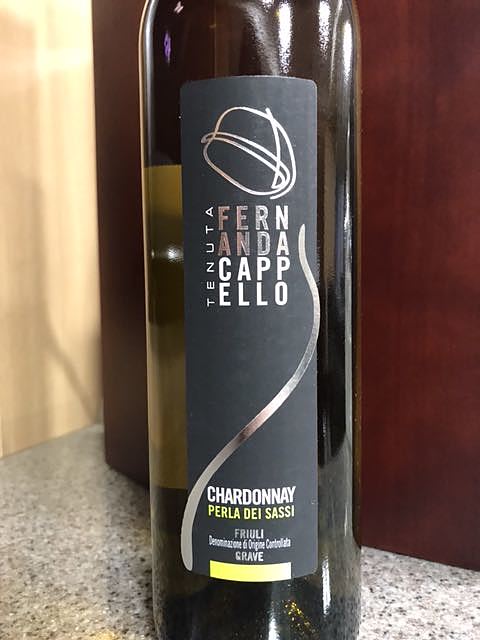 TENUTA
FERN
ANDA
CAPP
ELLO
CHARDONNAY
PERLA DEI SASSI
FRIULI
Denominazione di Origine Controllata
GRAVE